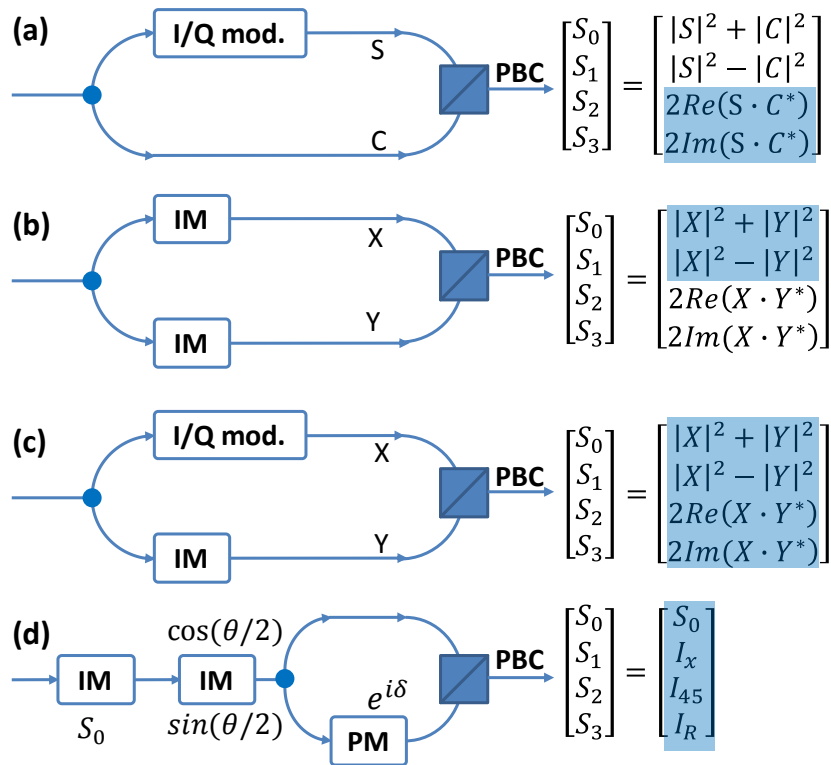 (a)
I/Q mod.
S
C
PBC
[S₀ S₁ S₂ S₃] = [|S|² + |C|² |S|² − |C|² 2Re(S · C*) 2Im(S · C*)]
(b)
IM
X
IM
Y
PBC
[S₀ S₁ S₂ S₃] = [|X|² + |Y|² |X|² − |Y|² 2Re(X · Y*) 2Im(X · Y*)]
(c)
I/Q mod.
X
IM
Y
PBC
[S₀ S₁ S₂ S₃] = [|X|² + |Y|² |X|² − |Y|² 2Re(X · Y*) 2Im(X · Y*)]
(d)
IM
S₀
cos(θ/2)
IM
sin(θ/2)
e^{iδ}
PM
PBC
[S₀ S₁ S₂ S₃] = [S₀ Iₓ I₄₅ I_R]